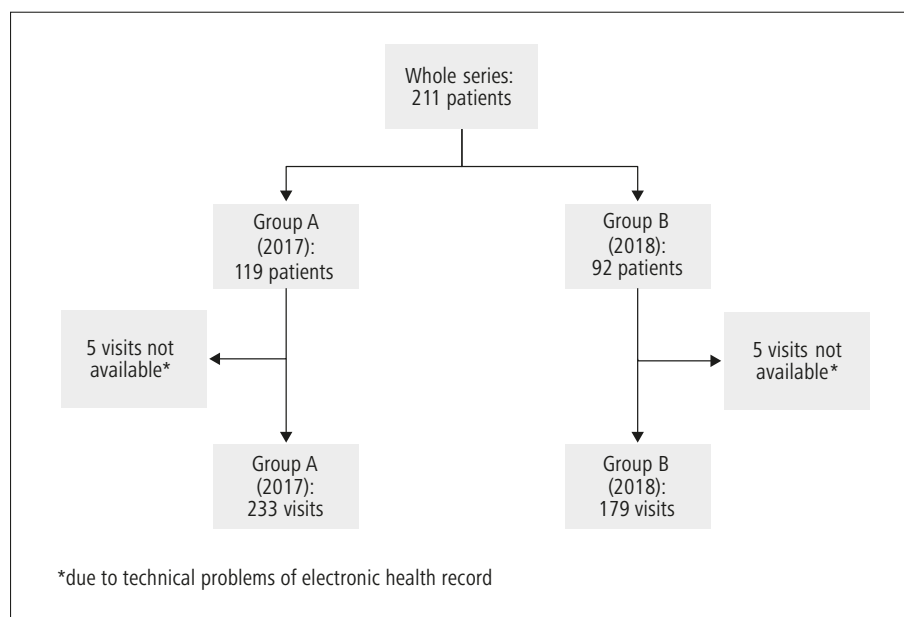 Whole series:
211 patients
Group A
(2017):
119 patients
Group B
(2018):
92 patients
5 visits not
available*
5 visits not
available*
Group A
(2017):
233 visits
Group B
(2018):
179 visits
*due to technical problems of electronic health record